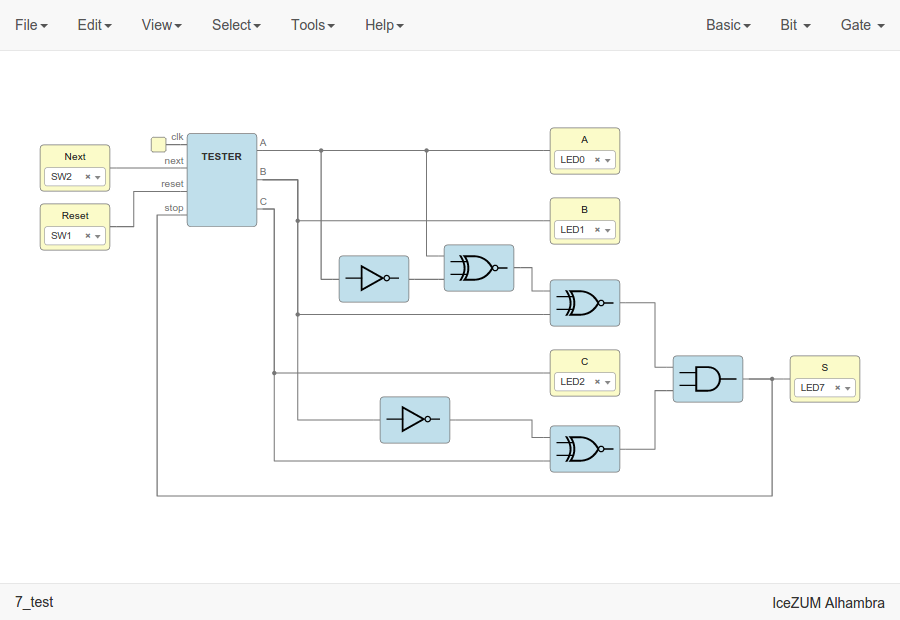 File Edit View Select Tools Help Basic Bit Gate
clk
Next
SW2
next
reset
Reset
SW1
stop
TESTER
A
B
C
A
LED0
B
LED1
C
LED2
S
LED7
7_test
IceZUM Alhambra